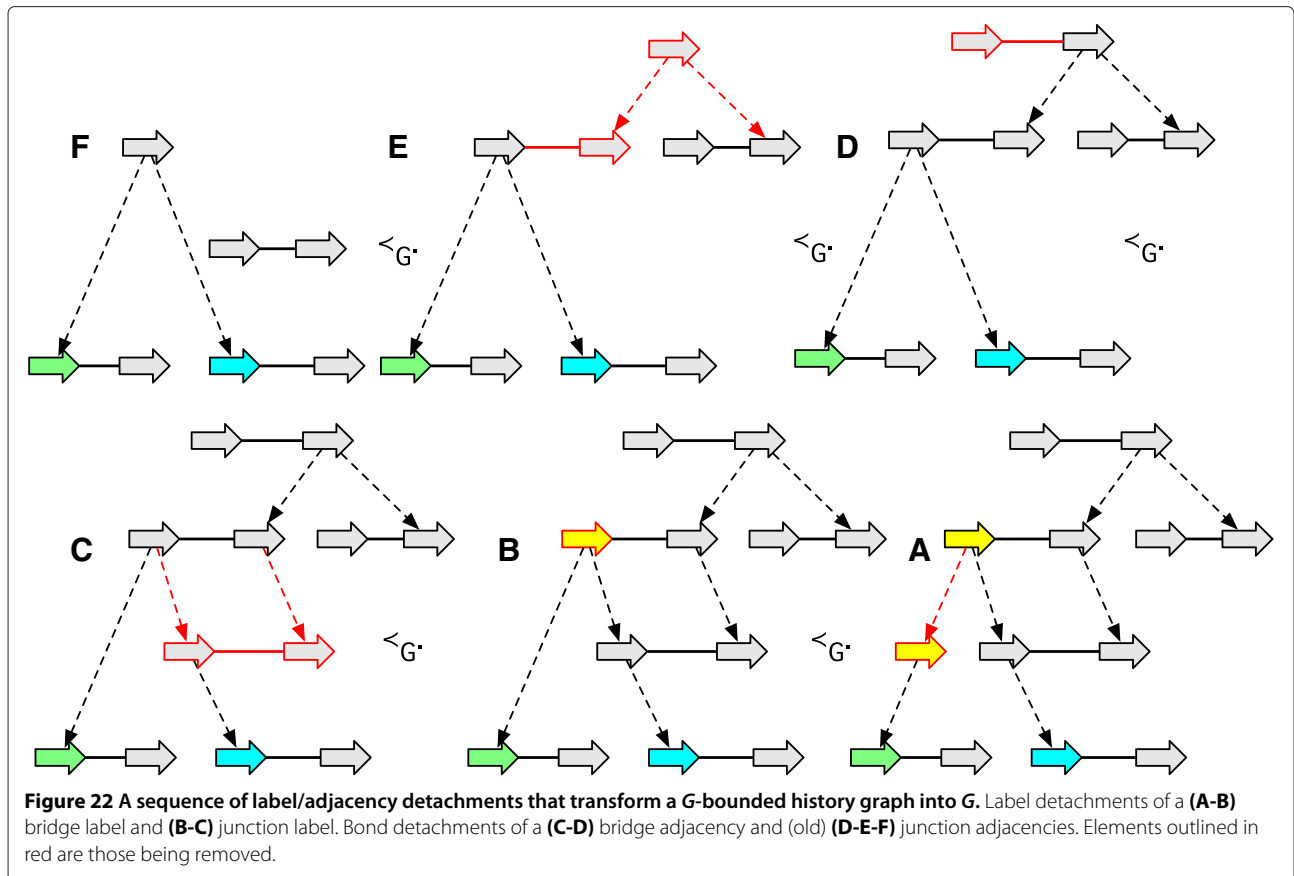 F E D
≺G· ≺G· ≺G·
C B A
≺G· ≺G·
Figure 22 A sequence of label/adjacency detachments that transform a G-bounded history graph into G. Label detachments of a (A-B)
bridge label and (B-C) junction label. Bond detachments of a (C-D) bridge adjacency and (old) (D-E-F) junction adjacencies. Elements outlined in
red are those being removed.